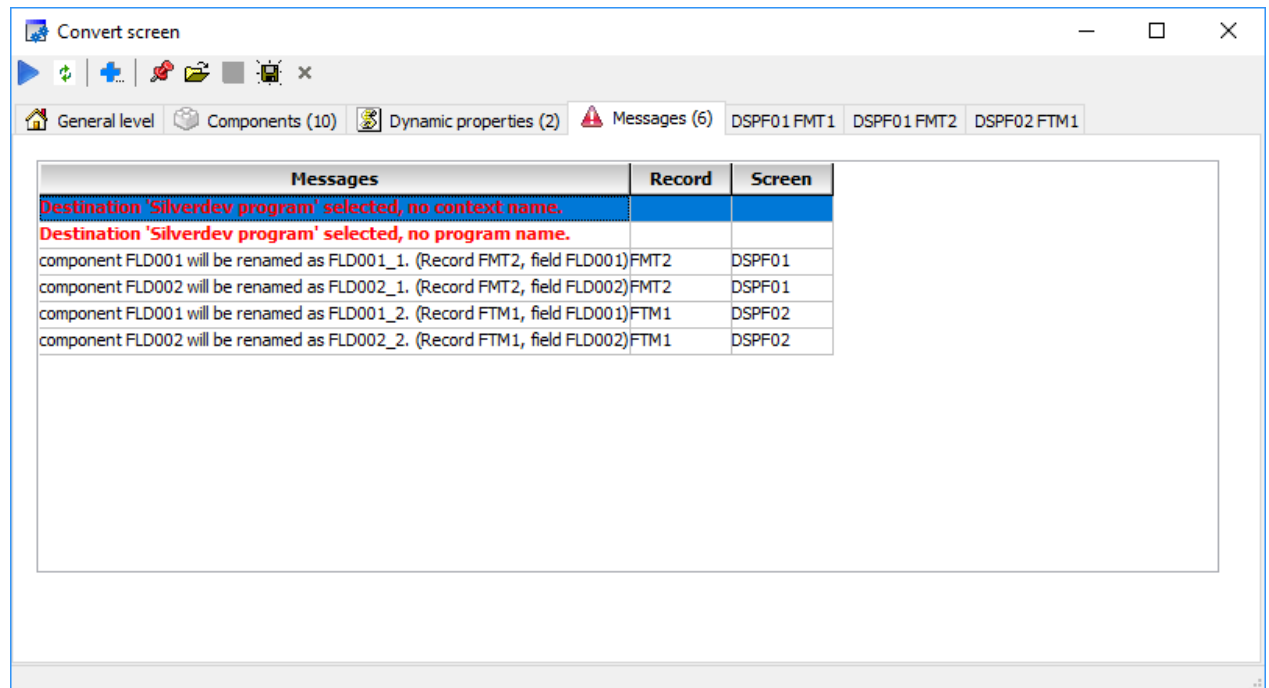 Convert screen
General level Components (10) Dynamic properties (2) Messages (6) DSPF01 FMT1 DSPF01 FMT2 DSPF02 FTM1
Messages Record Screen
Destination 'Silverdev program' selected, no context name.
Destination 'Silverdev program' selected, no program name.
component FLD001 will be renamed as FLD001_1. (Record FMT2, field FLD001) FMT2 DSPF01
component FLD002 will be renamed as FLD002_1. (Record FMT2, field FLD002) FMT2 DSPF01
component FLD001 will be renamed as FLD001_2. (Record FTM1, field FLD001) FTM1 DSPF02
component FLD002 will be renamed as FLD002_2. (Record FTM1, field FLD002) FTM1 DSPF02